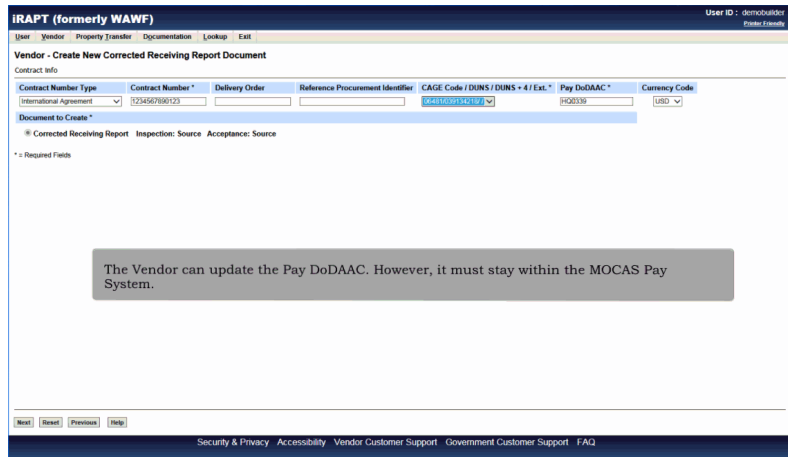 iRAPT (formerly WAWF)
User ID : demobuilder
Printer Friendly
User Vendor Property Transfer Documentation Lookup Exit
Vendor - Create New Corrected Receiving Report Document
Contract Info
Contract Number Type Contract Number * Delivery Order Reference Procurement Identifier CAGE Code / DUNS / DUNS + 4 / Ext. * Pay DoDAAC * Currency Code
International Agreement 1234567890123 06481/039134218/ / HQ0339 USD
Document to Create *
Corrected Receiving Report Inspection: Source Acceptance: Source
* = Required Fields
The Vendor can update the Pay DoDAAC. However, it must stay within the MOCAS Pay
System.
Next Reset Previous Help
Security & Privacy Accessibility Vendor Customer Support Government Customer Support FAQ